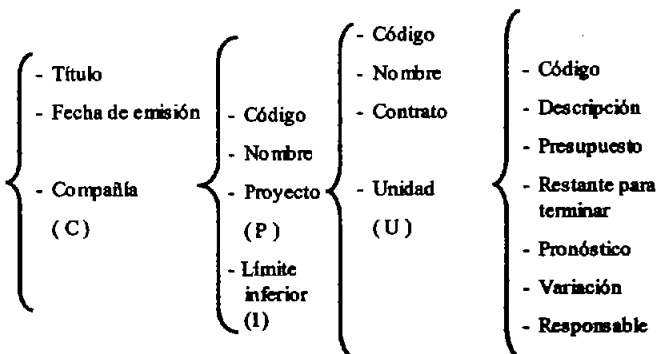 - Título
- Fecha de emisión
- Compañía
( C )
- Código
- Nombre
- Proyecto
( P )
- Límite
inferior
(1)
- Código
- Nombre
- Contrato
- Unidad
( U )
- Código
- Descripción
- Presupuesto
- Restante para
terminar
- Pronóstico
- Variación
- Responsable